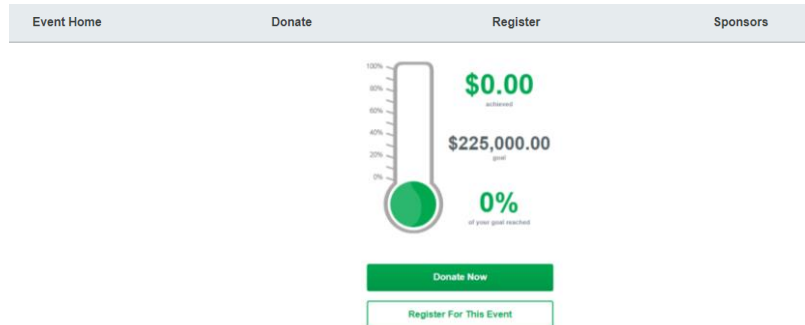 Event Home Donate Register Sponsors
100%
80%
60%
40%
20%
0%
$0.00
achieved
$225,000.00
goal
0%
of your goal reached
Donate Now
Register For This Event